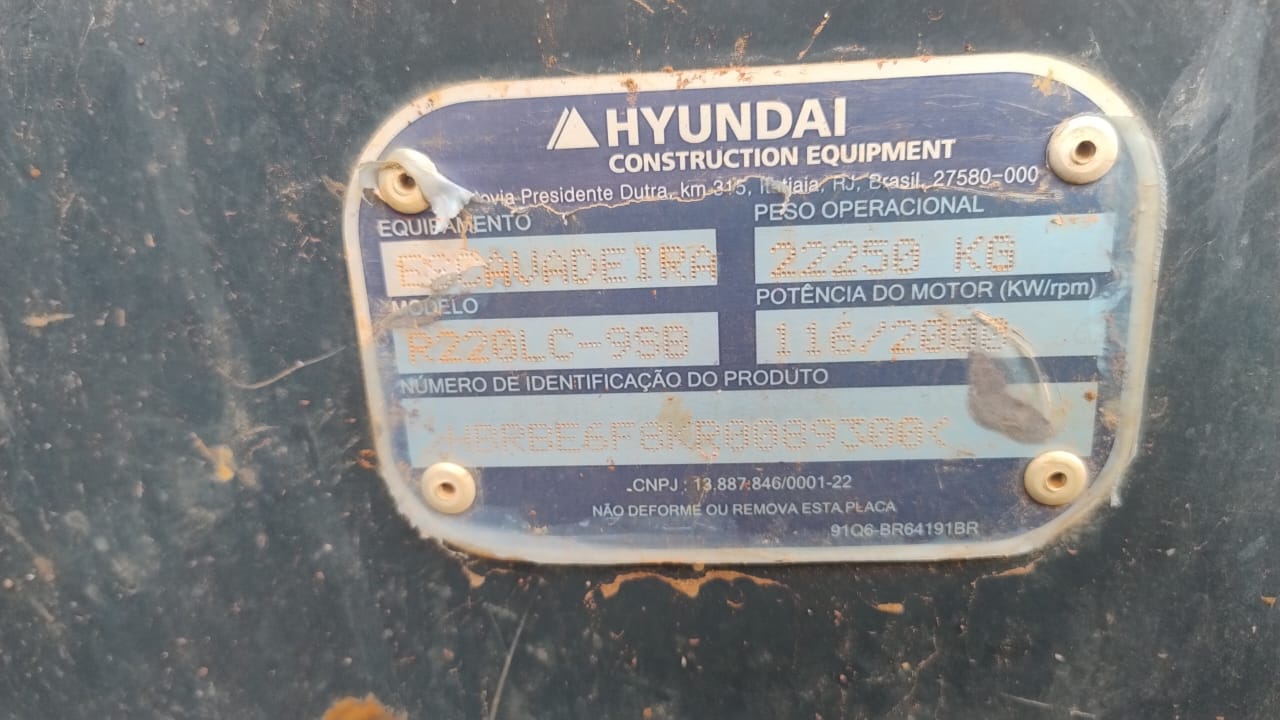 HYUNDAI
CONSTRUCTION EQUIPMENT
Presidente Dutra, km 315, Itatiaia, RJ, Brasil, 27580-000
EQUIPAMENTO
ESCAVADEIRA
PESO OPERACIONAL
22250 KG
MODELO
R220LC-9SB
POTÊNCIA DO MOTOR (KW/rpm)
116/2000
NÚMERO DE IDENTIFICAÇÃO DO PRODUTO
CNPJ : 13.887.846/0001-22
NÃO DEFORME OU REMOVA ESTA PLACA
91Q6-BR64191BR